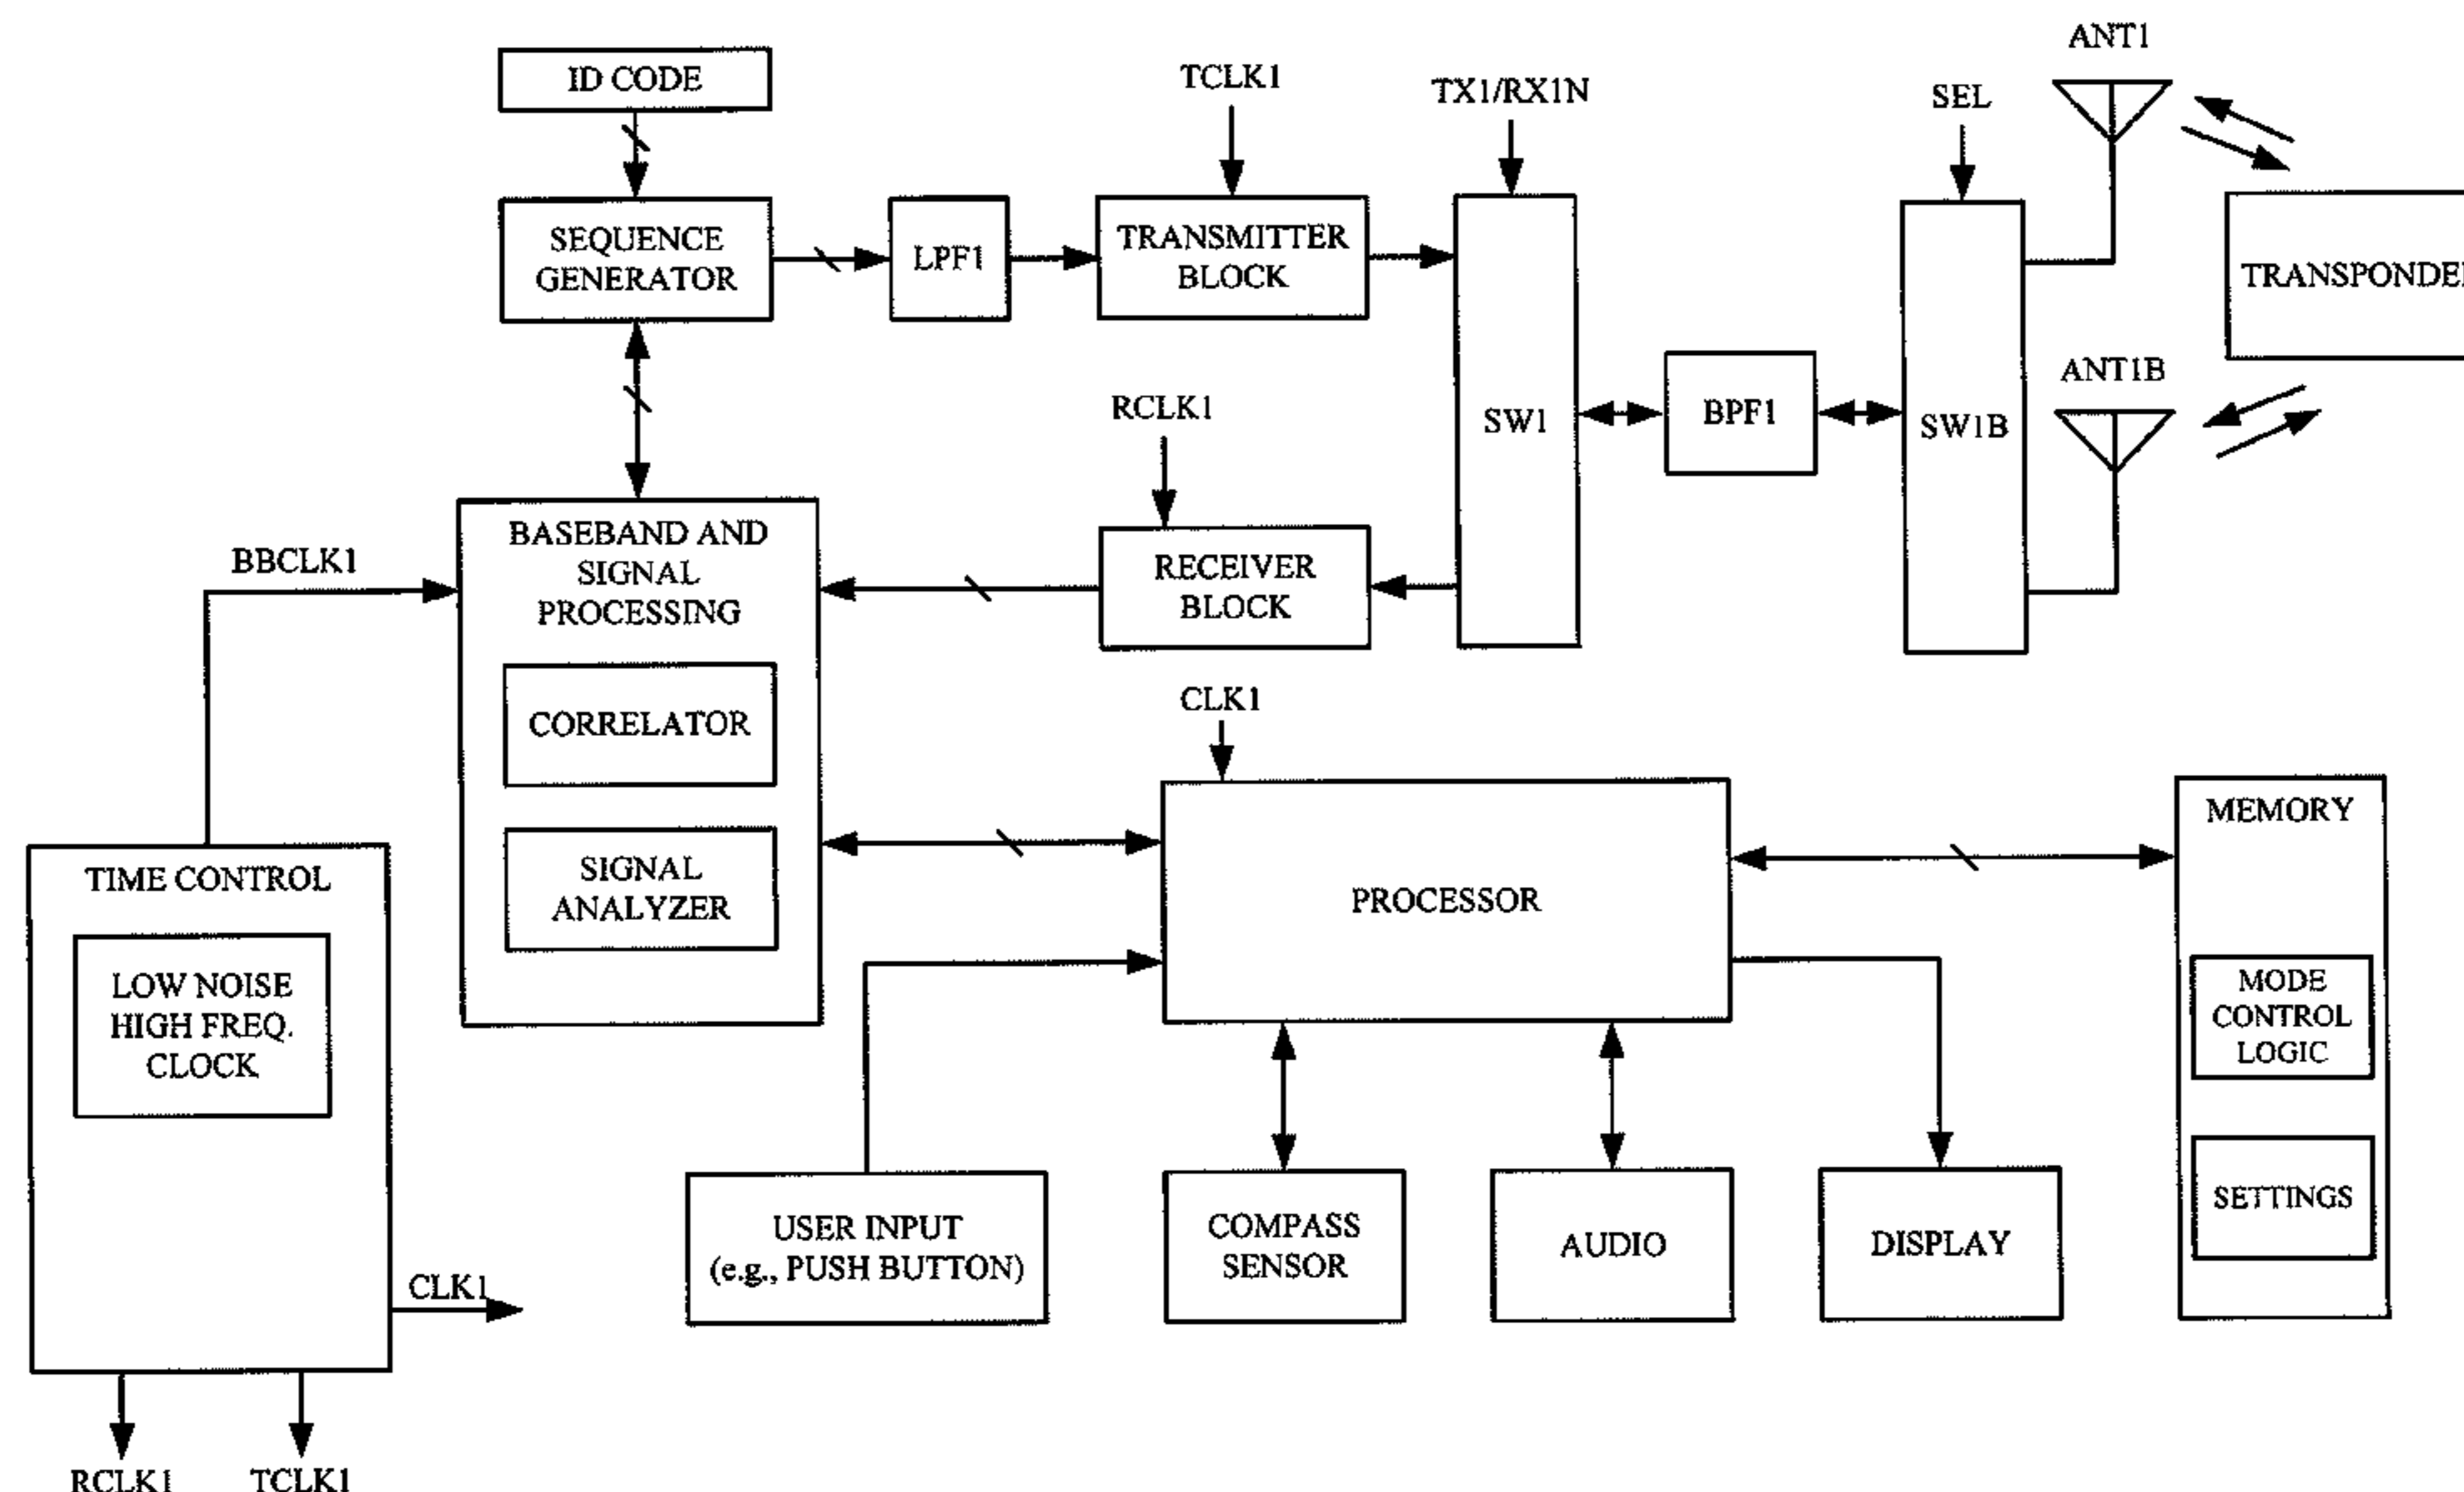 ANT1
ID CODE
TCLK1
TX1/RX1N
SEL
SEQUENCE
GENERATOR
LPF1
TRANSMITTER
BLOCK
ANT1B
RCLK1
SW1
BPF1
SW1B
BASEBAND AND
SIGNAL
PROCESSING
BBCLK1
RECEIVER
BLOCK
CORRELATOR
CLK1
SIGNAL
ANALYZER
PROCESSOR
MEMORY
MODE
CONTROL
LOGIC
SETTINGS
TIME CONTROL
LOW NOISE
HIGH FREQ.
CLOCK
CLK1
USER INPUT
(e.g., PUSH BUTTON)
COMPASS
SENSOR
AUDIO
DISPLAY
RCLK1
TCLK1